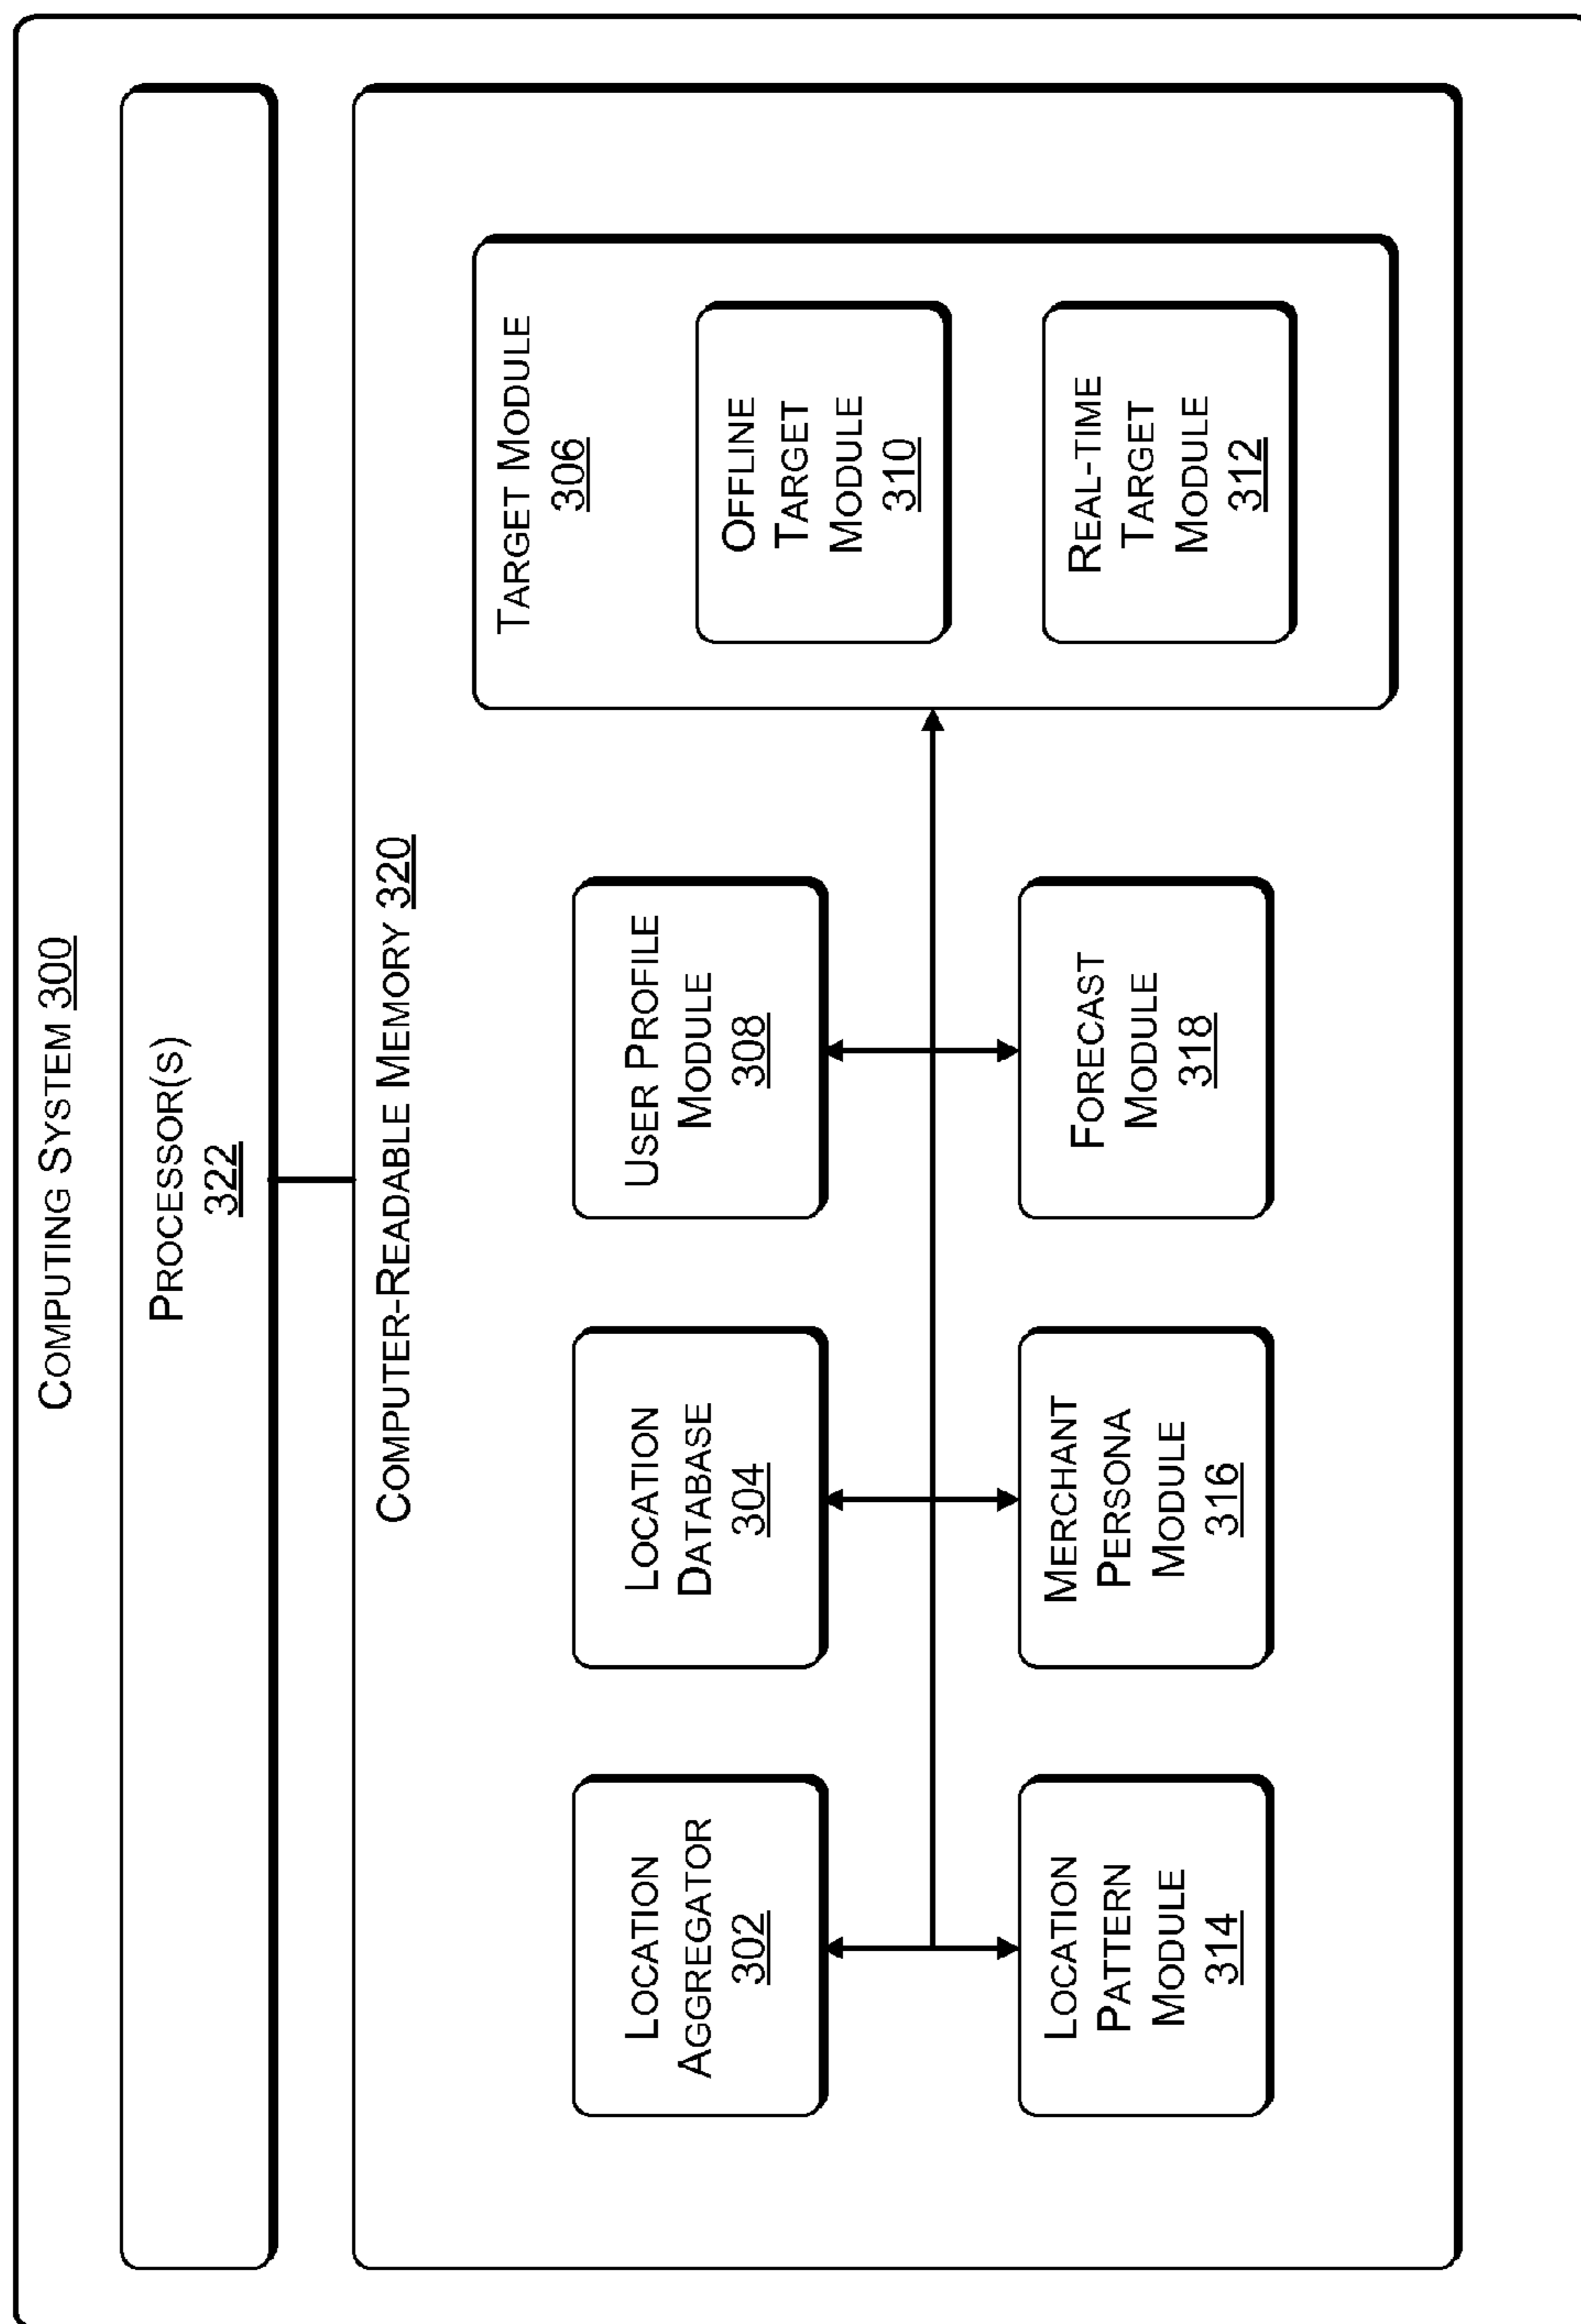 COMPUTING SYSTEM 300
PROCESSOR(S)
322
COMPUTER-READABLE MEMORY 320
LOCATION
AGGREGATOR
302
LOCATION
DATABASE
304
USER PROFILE
MODULE
308
TARGET MODULE
306
OFFLINE
TARGET
MODULE
310
REAL-TIME
TARGET
MODULE
312
LOCATION
PATTERN
MODULE
314
MERCHANT
PERSONA
MODULE
316
FORECAST
MODULE
318